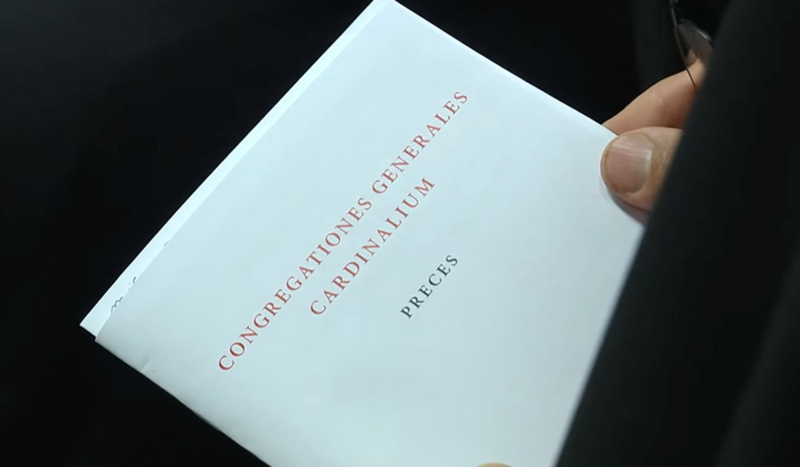 CONGREGATIONES GENERALES
CARDINALIUM
PRECES